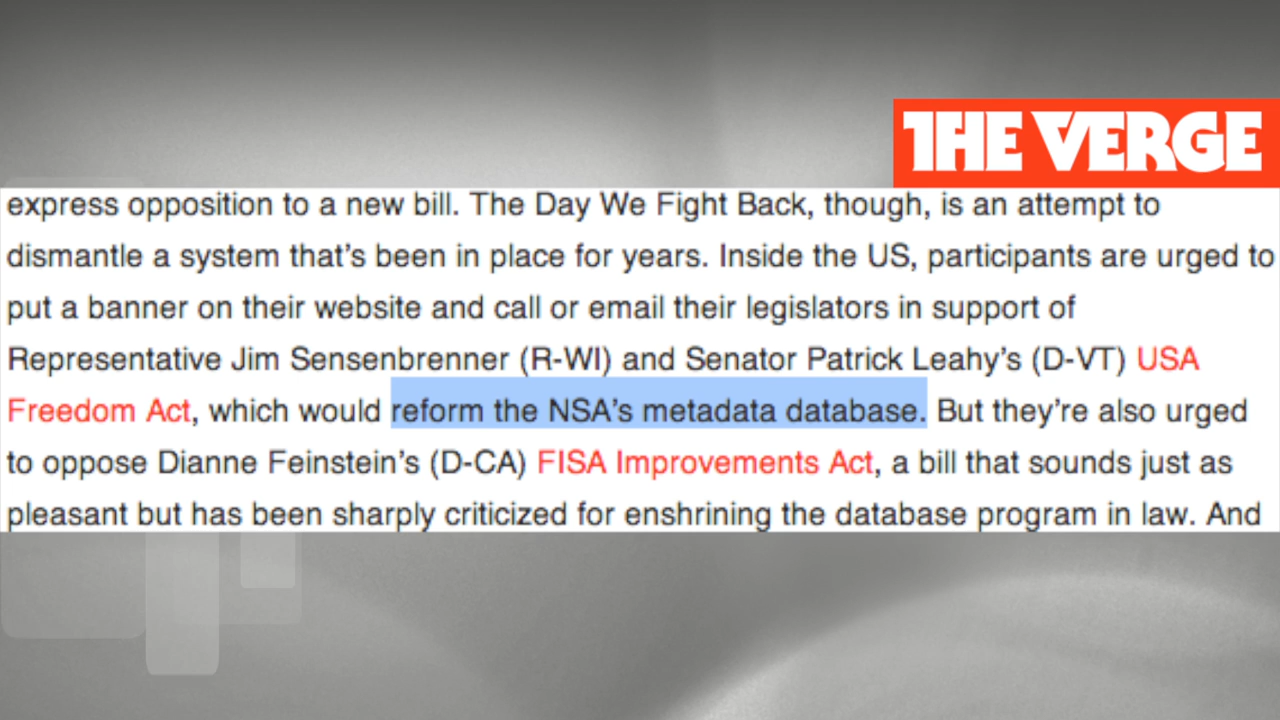 THE VERGE
express opposition to a new bill. The Day We Fight Back, though, is an attempt to
dismantle a system that’s been in place for years. Inside the US, participants are urged to
put a banner on their website and call or email their legislators in support of
Representative Jim Sensenbrenner (R-WI) and Senator Patrick Leahy’s (D-VT) USA
Freedom Act, which would reform the NSA’s metadata database. But they’re also urged
to oppose Dianne Feinstein’s (D-CA) FISA Improvements Act, a bill that sounds just as
pleasant but has been sharply criticized for enshrining the database program in law. And